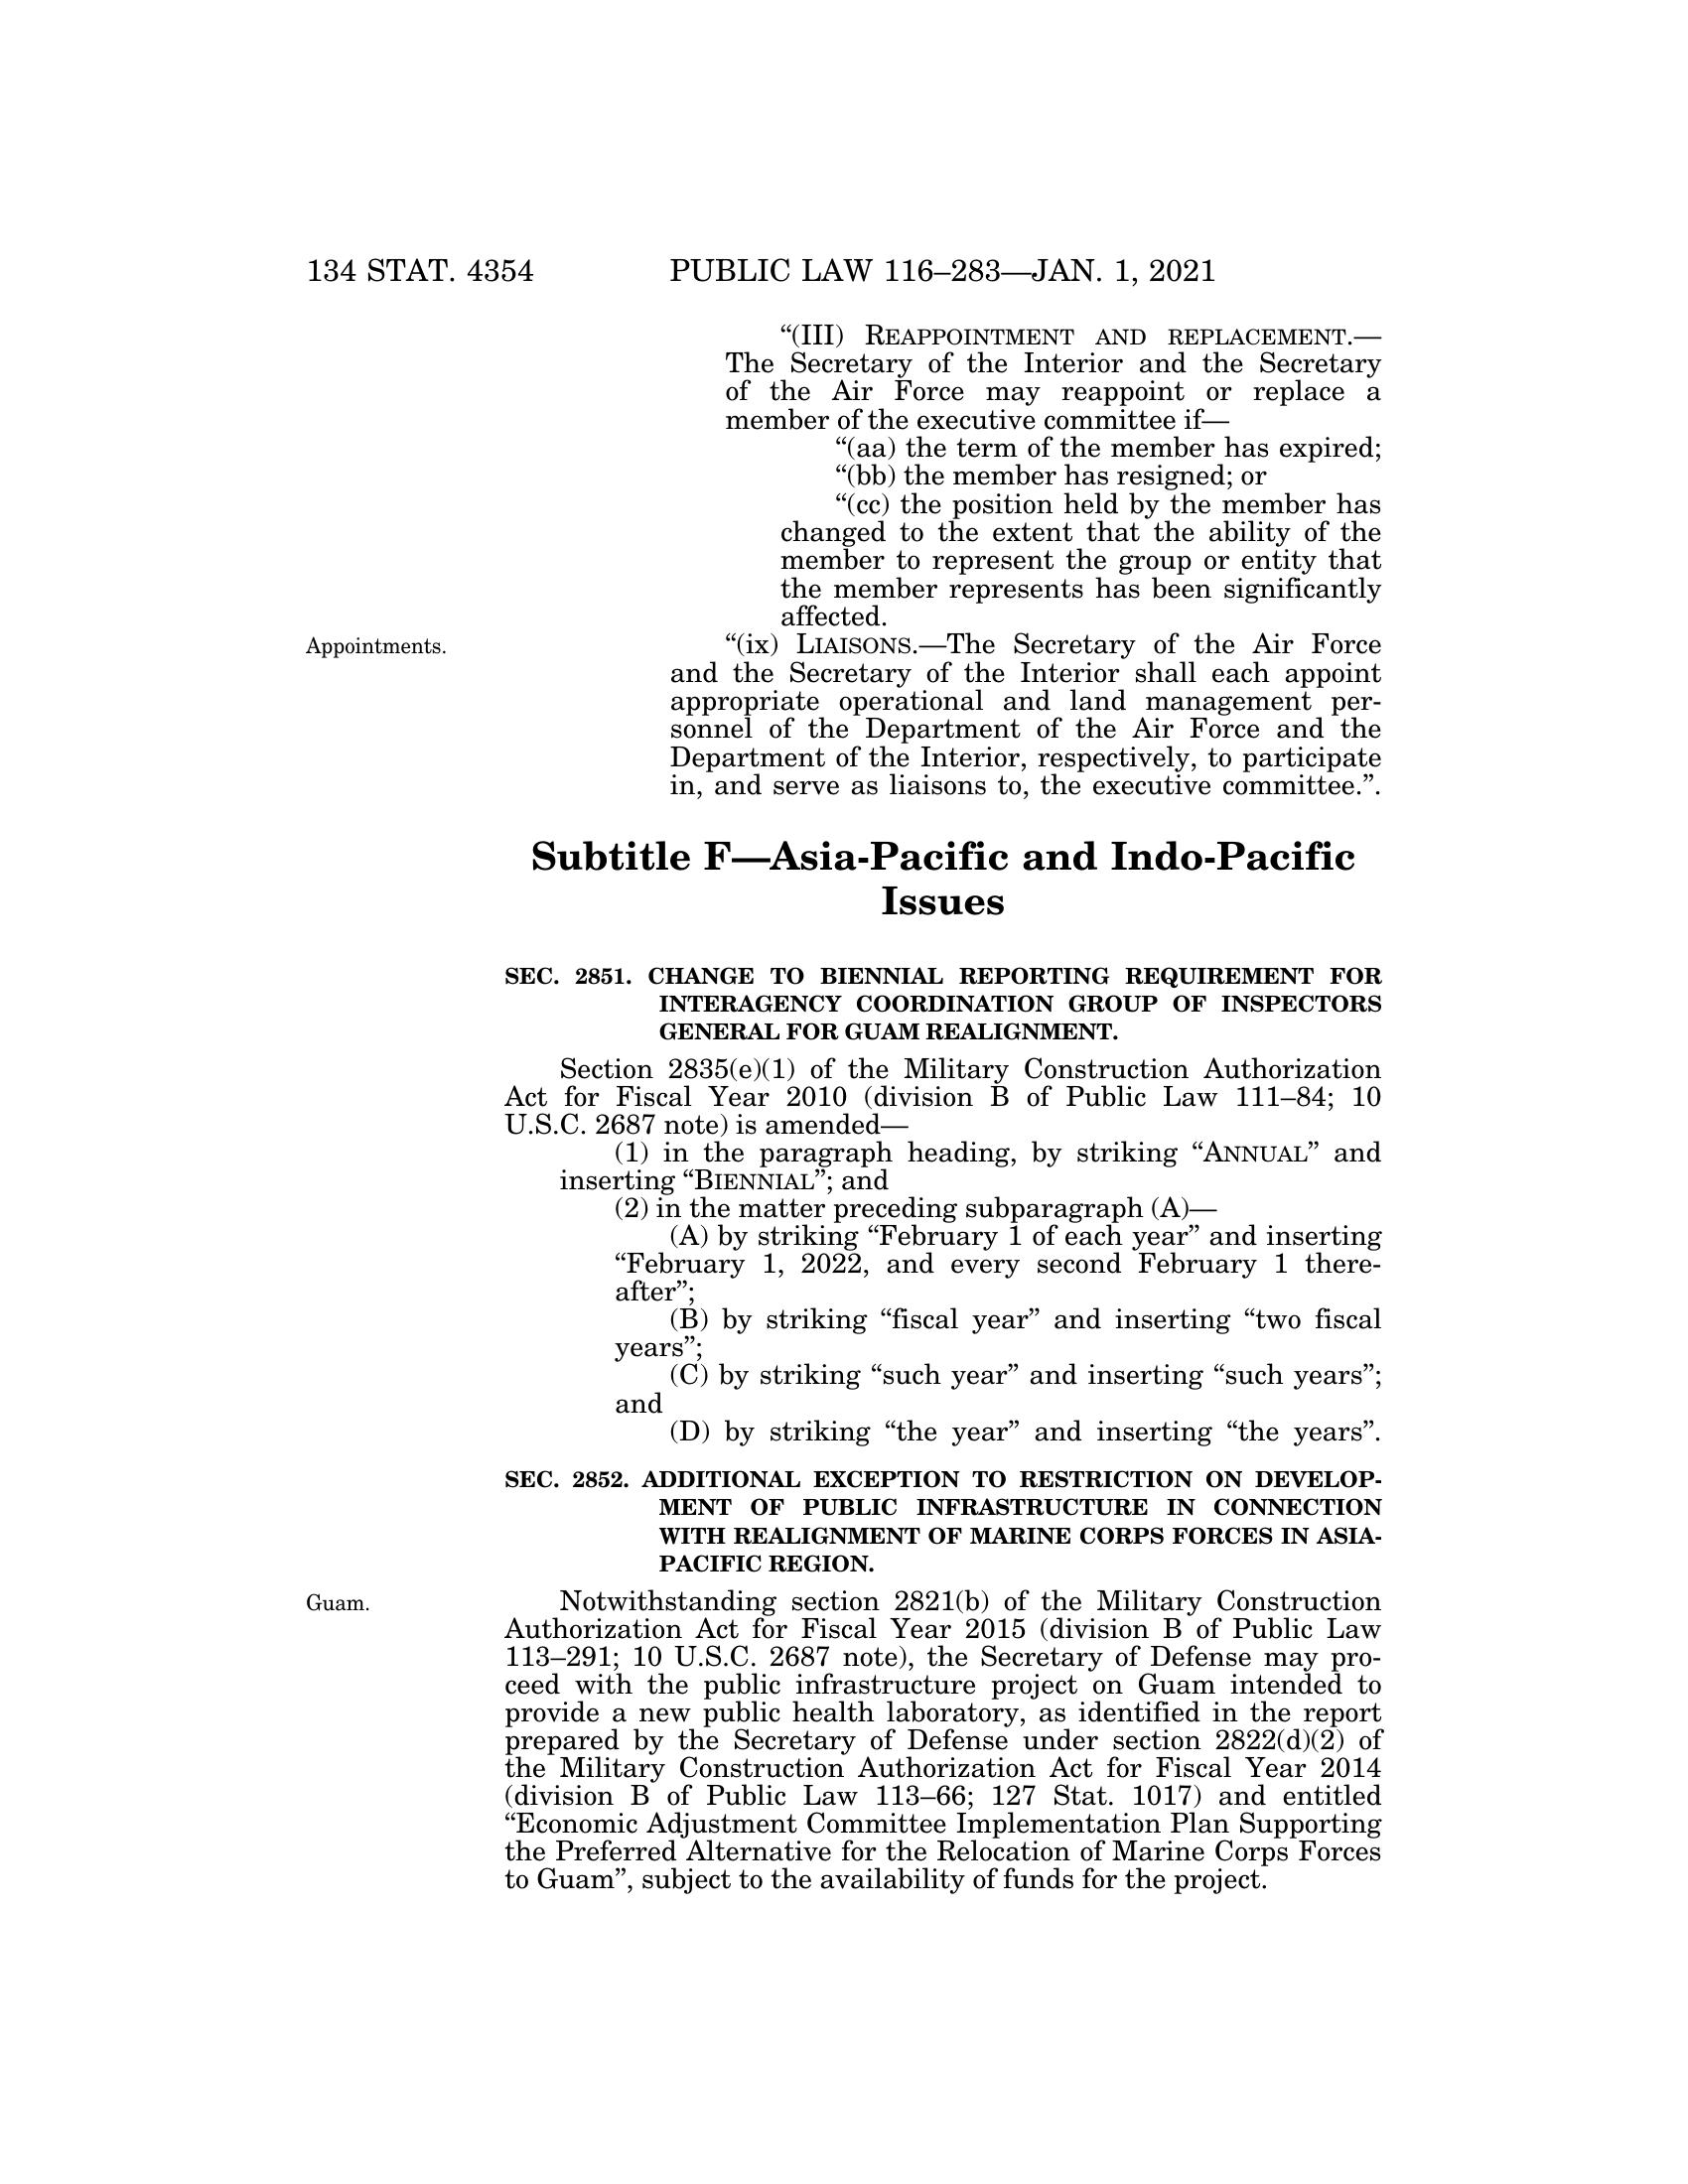 134 STAT. 4354 PUBLIC LAW 116–283—JAN. 1, 2021
“(III) REAPPOINTMENT AND REPLACEMENT.—
The Secretary of the Interior and the Secretary
of the Air Force may reappoint or replace a
member of the executive committee if—
“(aa) the term of the member has expired;
“(bb) the member has resigned; or
“(cc) the position held by the member has
changed to the extent that the ability of the
member to represent the group or entity that
the member represents has been significantly
affected.
Appointments.
“(ix) LIAISONS.—The Secretary of the Air Force
and the Secretary of the Interior shall each appoint
appropriate operational and land management per-
sonnel of the Department of the Air Force and the
Department of the Interior, respectively, to participate
in, and serve as liaisons to, the executive committee.”.
Subtitle F—Asia-Pacific and Indo-Pacific
Issues
SEC. 2851. CHANGE TO BIENNIAL REPORTING REQUIREMENT FOR
INTERAGENCY COORDINATION GROUP OF INSPECTORS
GENERAL FOR GUAM REALIGNMENT.
Section 2835(e)(1) of the Military Construction Authorization
Act for Fiscal Year 2010 (division B of Public Law 111–84; 10
U.S.C. 2687 note) is amended—
(1) in the paragraph heading, by striking “ANNUAL” and
inserting “BIENNIAL”; and
(2) in the matter preceding subparagraph (A)—
(A) by striking “February 1 of each year” and inserting
“February 1, 2022, and every second February 1 there-
after”;
(B) by striking “fiscal year” and inserting “two fiscal
years”;
(C) by striking “such year” and inserting “such years”;
and
(D) by striking “the year” and inserting “the years”.
SEC. 2852. ADDITIONAL EXCEPTION TO RESTRICTION ON DEVELOP-
MENT OF PUBLIC INFRASTRUCTURE IN CONNECTION
WITH REALIGNMENT OF MARINE CORPS FORCES IN ASIA-
PACIFIC REGION.
Guam.
Notwithstanding section 2821(b) of the Military Construction
Authorization Act for Fiscal Year 2015 (division B of Public Law
113–291; 10 U.S.C. 2687 note), the Secretary of Defense may pro-
ceed with the public infrastructure project on Guam intended to
provide a new public health laboratory, as identified in the report
prepared by the Secretary of Defense under section 2822(d)(2) of
the Military Construction Authorization Act for Fiscal Year 2014
(division B of Public Law 113–66; 127 Stat. 1017) and entitled
“Economic Adjustment Committee Implementation Plan Supporting
the Preferred Alternative for the Relocation of Marine Corps Forces
to Guam”, subject to the availability of funds for the project.